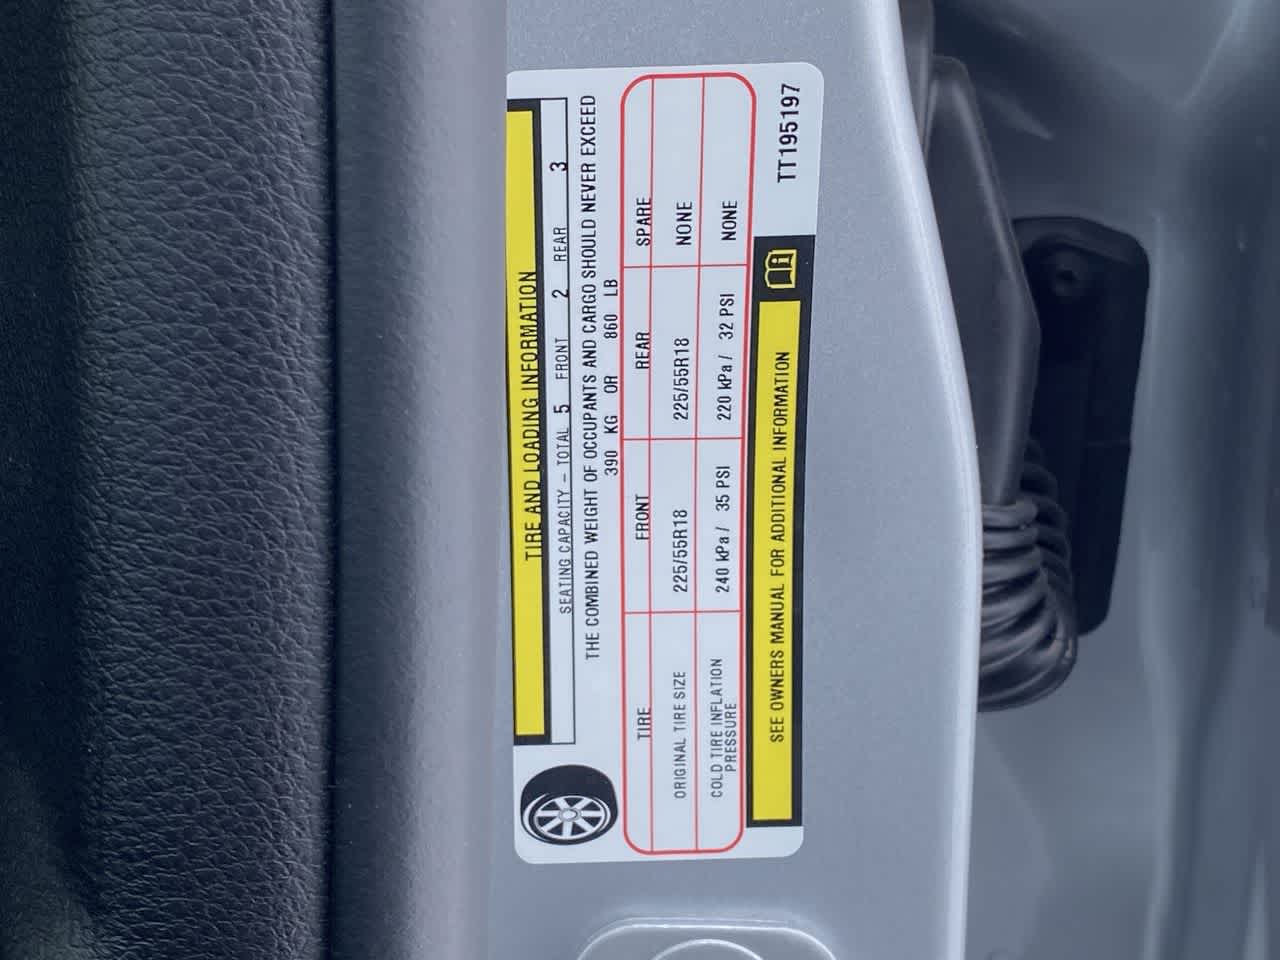 TIRE AND LOADING INFORMATION
SEATING CAPACITY – TOTAL 5 FRONT 2 REAR 3
THE COMBINED WEIGHT OF OCCUPANTS AND CARGO SHOULD NEVER EXCEED
390 KG OR 860 LB
TIRE FRONT REAR SPARE
ORIGINAL TIRE SIZE 225/55R18 225/55R18 NONE
COLD TIRE INFLATION PRESSURE 240 kPa / 35 PSI 220 kPa / 32 PSI NONE
SEE OWNERS MANUAL FOR ADDITIONAL INFORMATION
TT195197